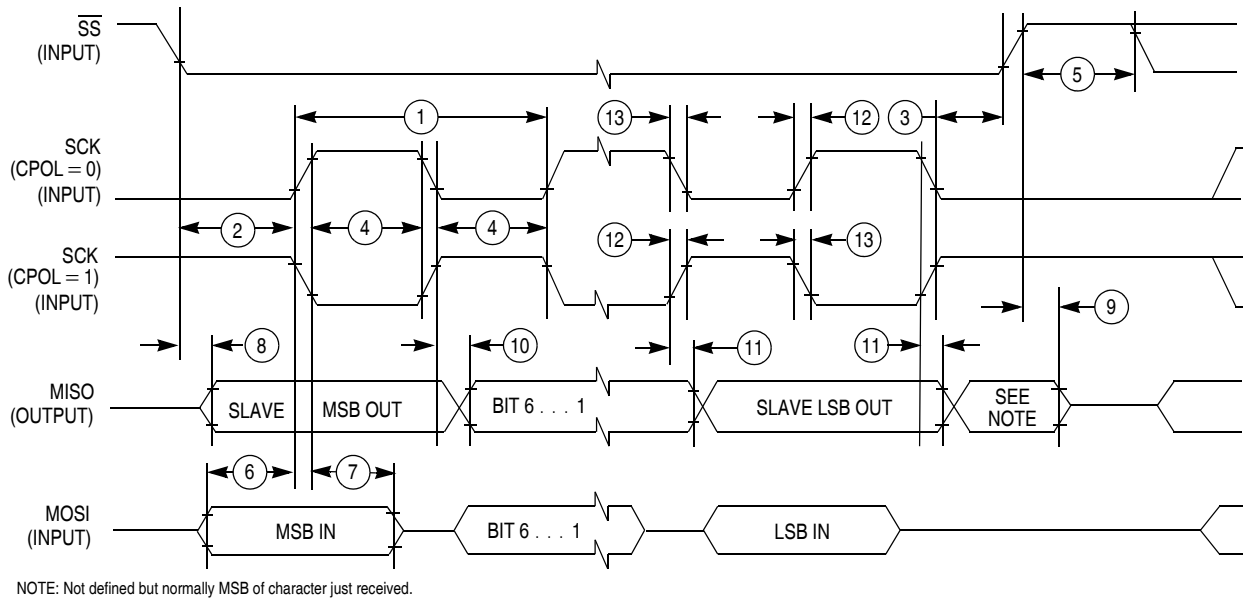 SS
(INPUT)
5
1
13
12
3
SCK
(CPOL = 0)
(INPUT)
2
4
4
12
13
SCK
(CPOL = 1)
(INPUT)
9
8
10
11
11
MISO
(OUTPUT)
SLAVE
MSB OUT
BIT 6 . . . 1
SLAVE LSB OUT
SEE
NOTE
6
7
MOSI
(INPUT)
MSB IN
BIT 6 . . . 1
LSB IN
NOTE: Not defined but normally MSB of character just received.